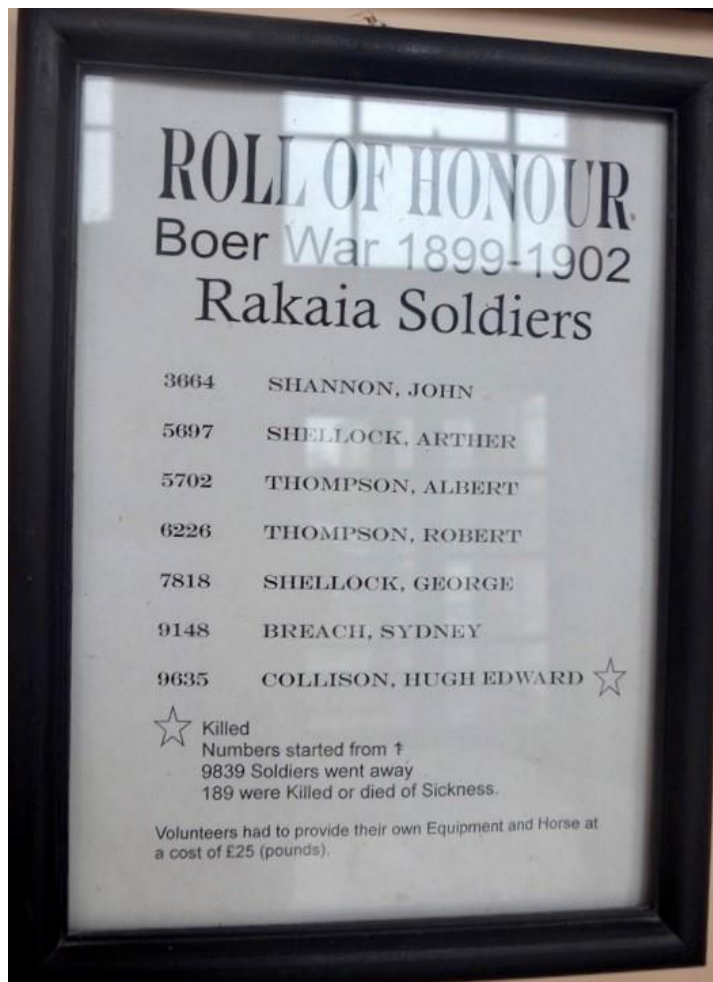 ROLL OF HONOUR
Boer War 1899-1902
Rakaia Soldiers
3664 SHANNON, JOHN
5697 SHELLOCK, ARTHER
5702 THOMPSON, ALBERT
6226 THOMPSON, ROBERT
7818 SHELLOCK, GEORGE
9148 BREACH, SYDNEY
9635 COLLISON, HUGH EDWARD
Killed
Numbers started from 1
9839 Soldiers went away
189 were Killed or died of Sickness.
Volunteers had to provide their own Equipment and Horse at
a cost of £25 (pounds).